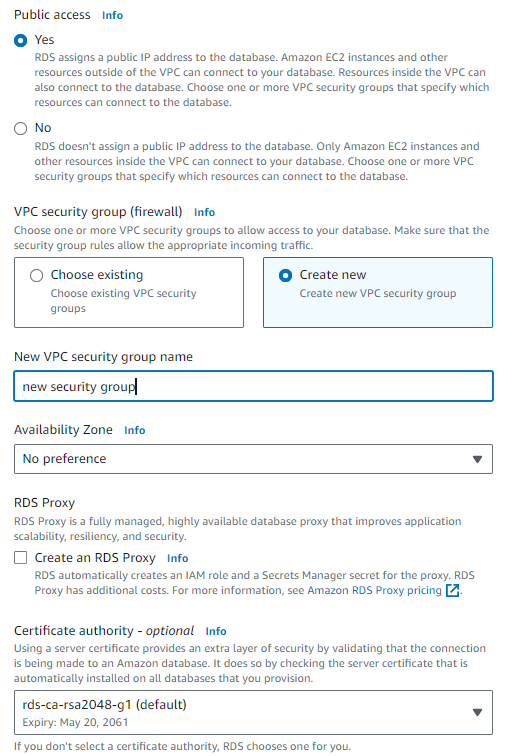 Public access Info
Yes
RDS assigns a public IP address to the database. Amazon EC2 instances and other
resources outside of the VPC can connect to your database. Resources inside the VPC can
also connect to the database. Choose one or more VPC security groups that specify which
resources can connect to the database.
No
RDS doesn't assign a public IP address to the database. Only Amazon EC2 instances and
other resources inside the VPC can connect to your database. Choose one or more VPC
security groups that specify which resources can connect to the database.
VPC security group (firewall) Info
Choose one or more VPC security groups to allow access to your database. Make sure that the
security group rules allow the appropriate incoming traffic.
Choose existing
Choose existing VPC security
groups
Create new
Create new VPC security group
New VPC security group name
new security group
Availability Zone Info
No preference
RDS Proxy
RDS Proxy is a fully managed, highly available database proxy that improves application
scalability, resiliency, and security.
Create an RDS Proxy Info
RDS automatically creates an IAM role and a Secrets Manager secret for the proxy. RDS
Proxy has additional costs. For more information, see Amazon RDS Proxy pricing.
Certificate authority - optional Info
Using a server certificate provides an extra layer of security by validating that the connection
is being made to an Amazon database. It does so by checking the server certificate that is
automatically installed on all databases that you provision.
rds-ca-rsa2048-g1 (default)
Expiry: May 20, 2061
If you don't select a certificate authority, RDS chooses one for you.